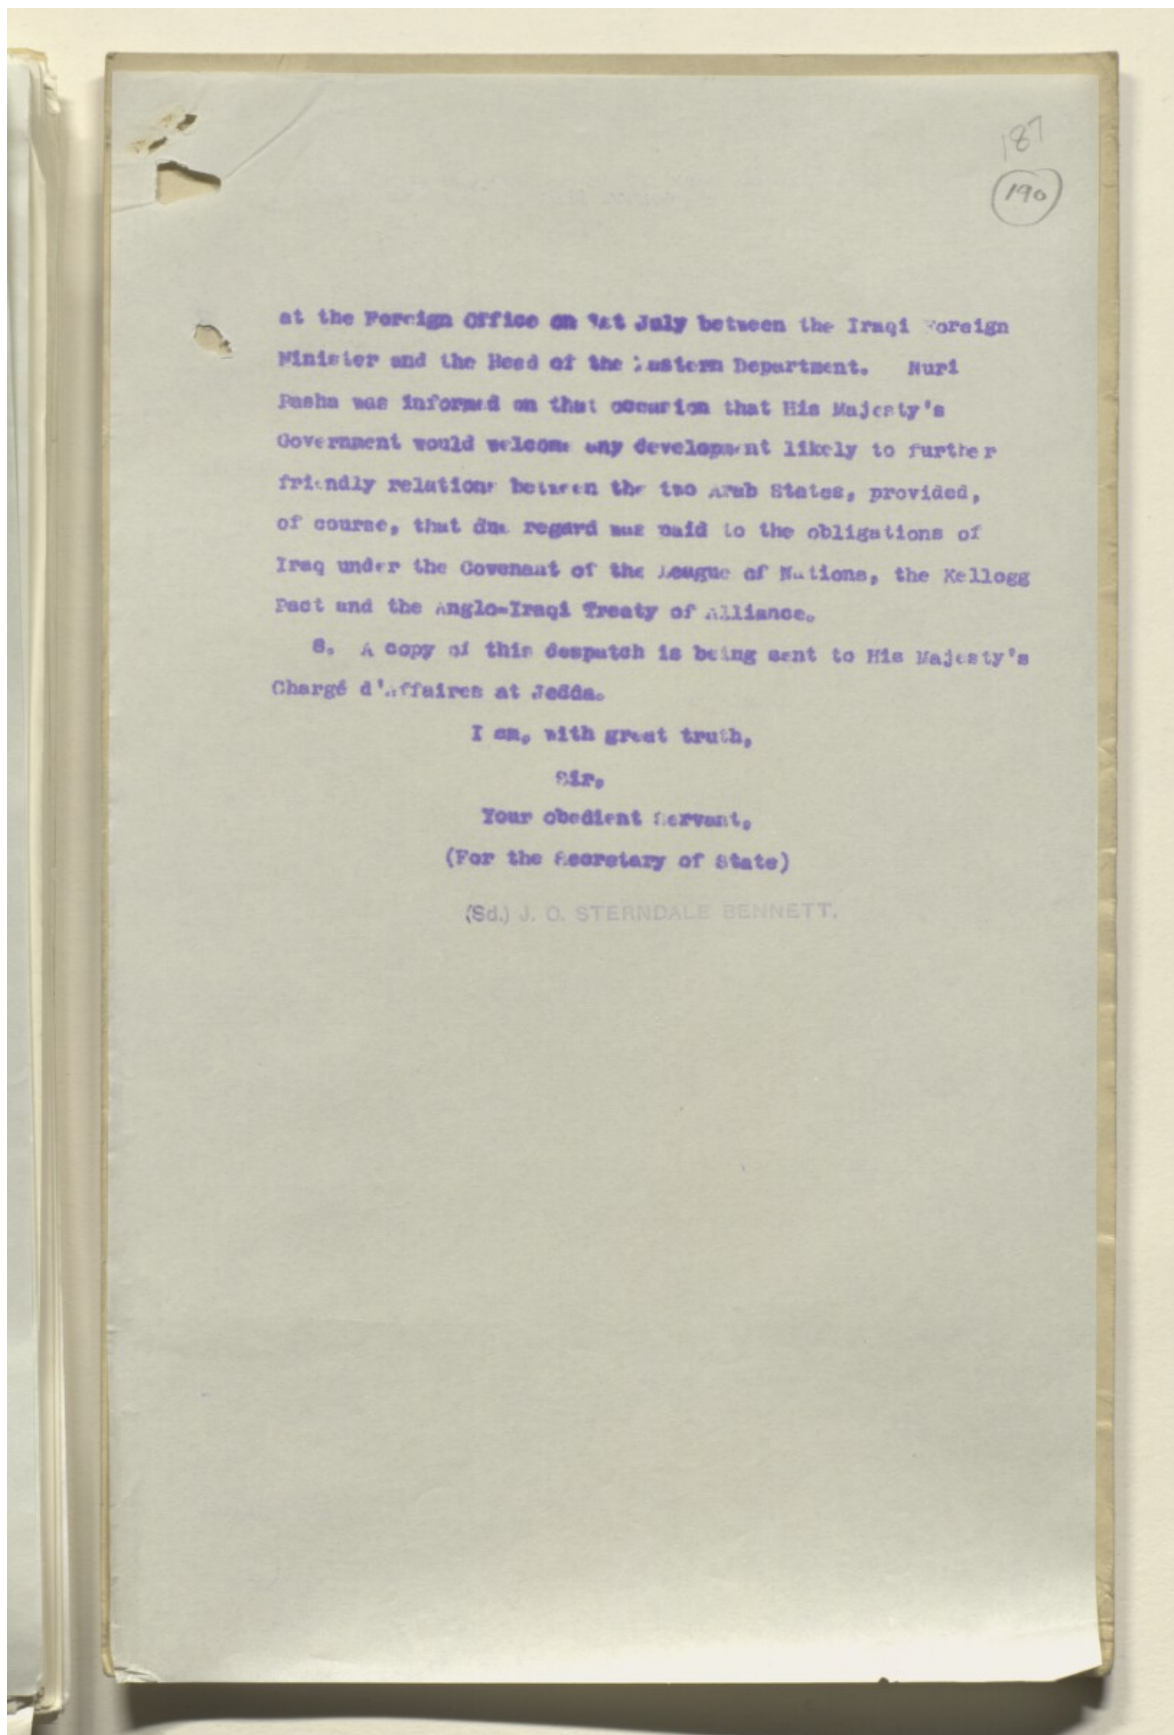 187
190
at the Foreign Office on July between the Iraqi Foreign
Minister and the Head of the Eastern Department. Nuri
Pasha was informed on that occasion that His Majesty's
Government would welcome any development likely to further
friendly relations between the two Arab States, provided,
of course, that due regard was paid to the obligations of
Iraq under the Covenant of the League of Nations, the Kellogg
Pact and the Anglo-Iraqi Treaty of Alliance.
A copy of this despatch is being sent to His Majesty's
Chargé d'Affaires at Jedda.
I am, with great truth,
Sir,
Your obedient Servant,
(For the Secretary of State)
(Sd.) J. C. STERNDALE BENNETT.